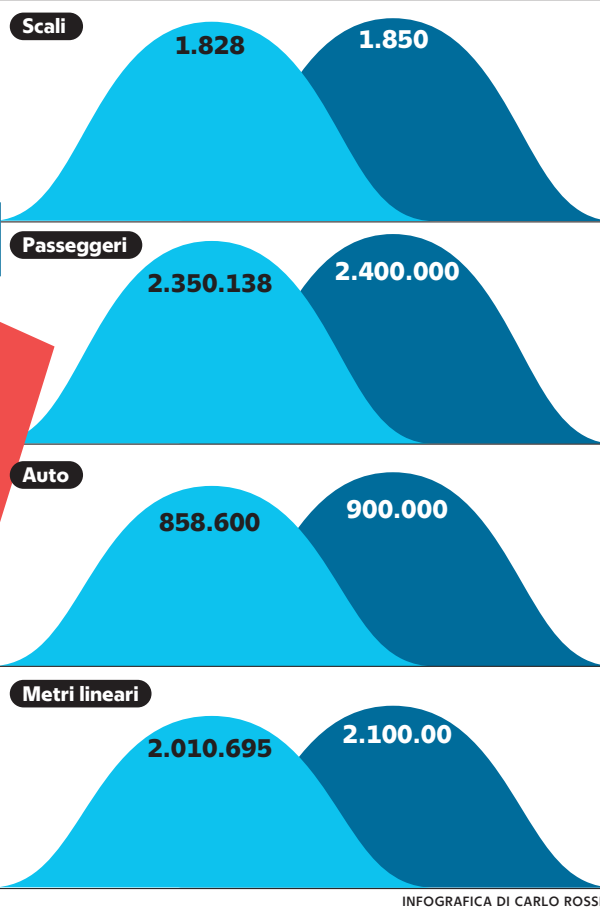 Scali
1.828
1.850
Passeggeri
2.350.138
2.400.000
Auto
858.600
900.000
Metri lineari
2.010.695
2.100.00
INFOGRAFICA DI CARLO ROSSI